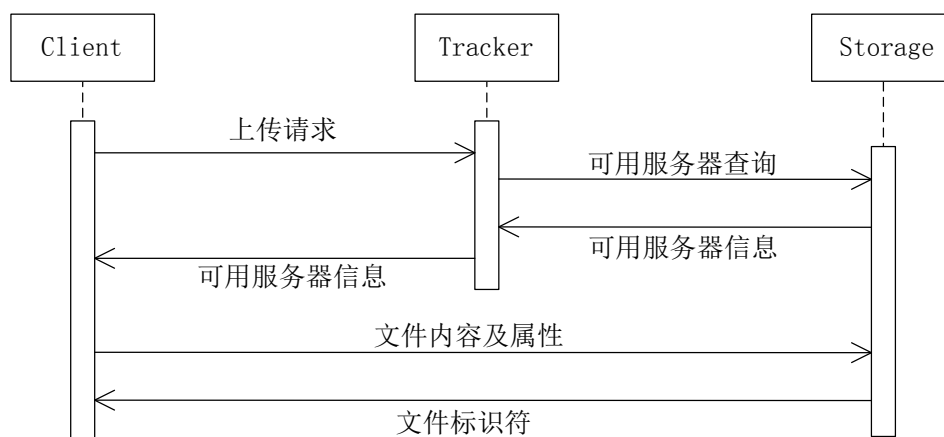 Client
Tracker
Storage
上传请求
可用服务器查询
可用服务器信息
可用服务器信息
文件内容及属性
文件标识符